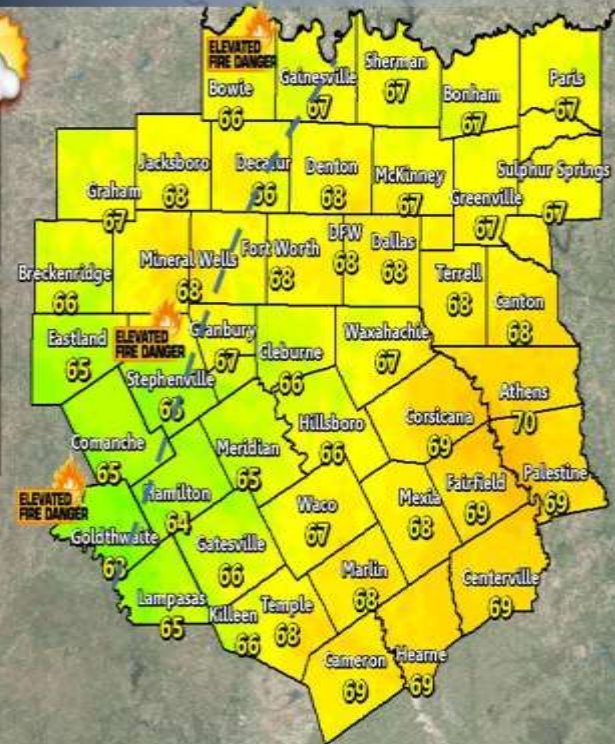 ELEVATED
FIRE DANGER
Bowie
66
Gainesville
67
Sherman
67
Bonham
67
Paris
67
Graham
67
Jacksboro
68
Decatur
66
Denton
68
McKinney
67
Greenville
67
Sulphur Springs
67
Breckenridge
66
Mineral Wells
68
Fort Worth
68
DFW
68
Dallas
68
Terrell
68
Canton
68
Eastland
65
ELEVATED
FIRE DANGER
Stephenville
Granbury
67
Cleburne
66
Waxahachie
67
Athens
70
Comanche
65
Meridian
65
Hillsboro
66
Corsicana
69
Palestine
69
ELEVATED
FIRE DANGER
Goldthwaite
63
Hamilton
64
Gatesville
66
Waco
67
Mexia
68
Fairfield
69
Lampasas
65
Killeen
66
Temple
68
Marlin
68
Centerville
69
Cameron
69
Hearne
69